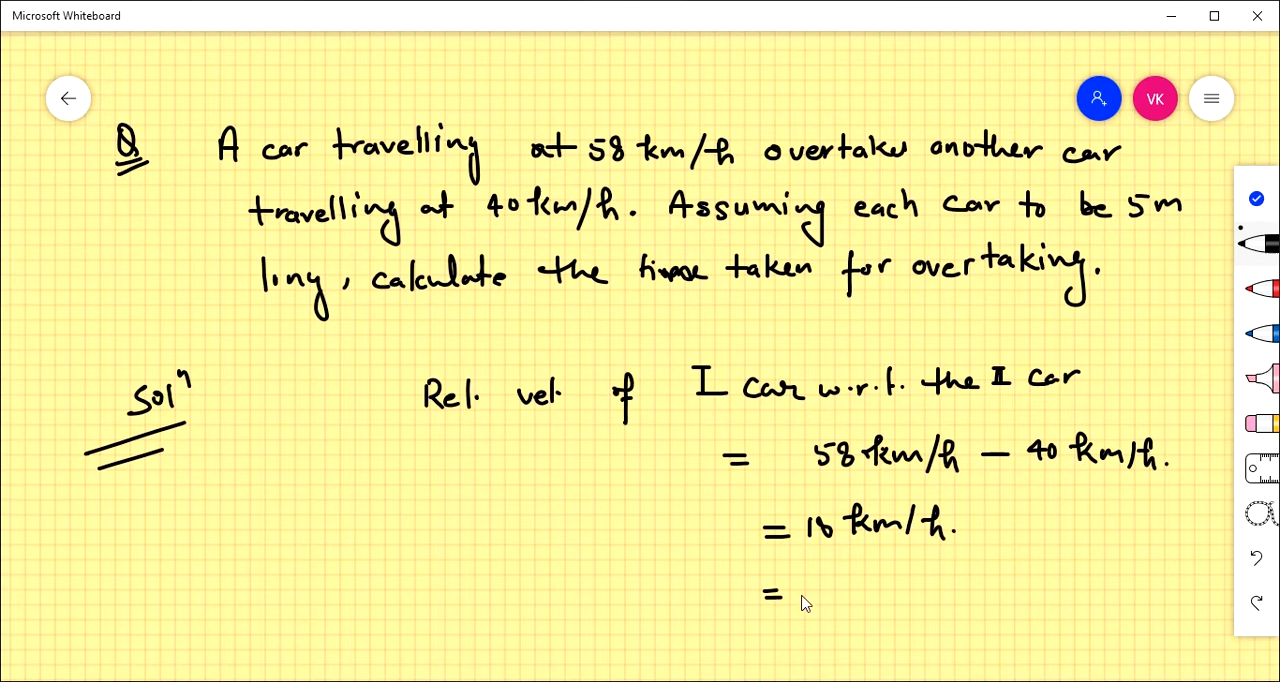 Microsoft Whiteboard
VK
Q A car travelling at 58 km/h overtakes another car
travelling at 40 km/h. Assuming each car to be 5m
long, calculate the time taken for overtaking.
Solⁿ Rel. vel. of I car w.r.t. the II car
= 58 km/h - 40 km/h.
= 18 km/h.
=